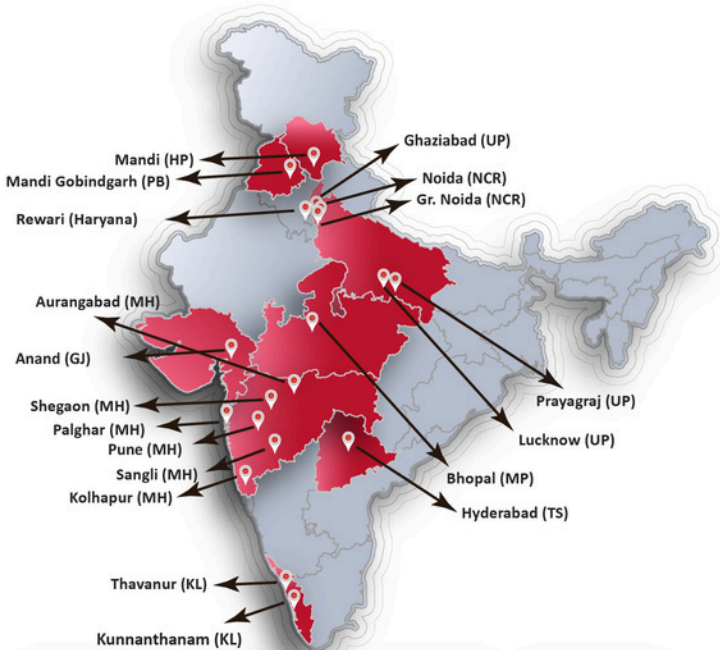 Ghaziabad (UP)
Mandi (HP)
Noida (NCR)
Mandi Gobindgarh (PB)
Gr. Noida (NCR)
Rewari (Haryana)
Aurangabad (MH)
Anand (GJ)
Shegaon (MH)
Prayagraj (UP)
Palghar (MH)
Lucknow (UP)
Pune (MH)
Sangli (MH)
Bhopal (MP)
Kolhapur (MH)
Hyderabad (TS)
Thavanur (KL)
Kunnanthanam (KL)